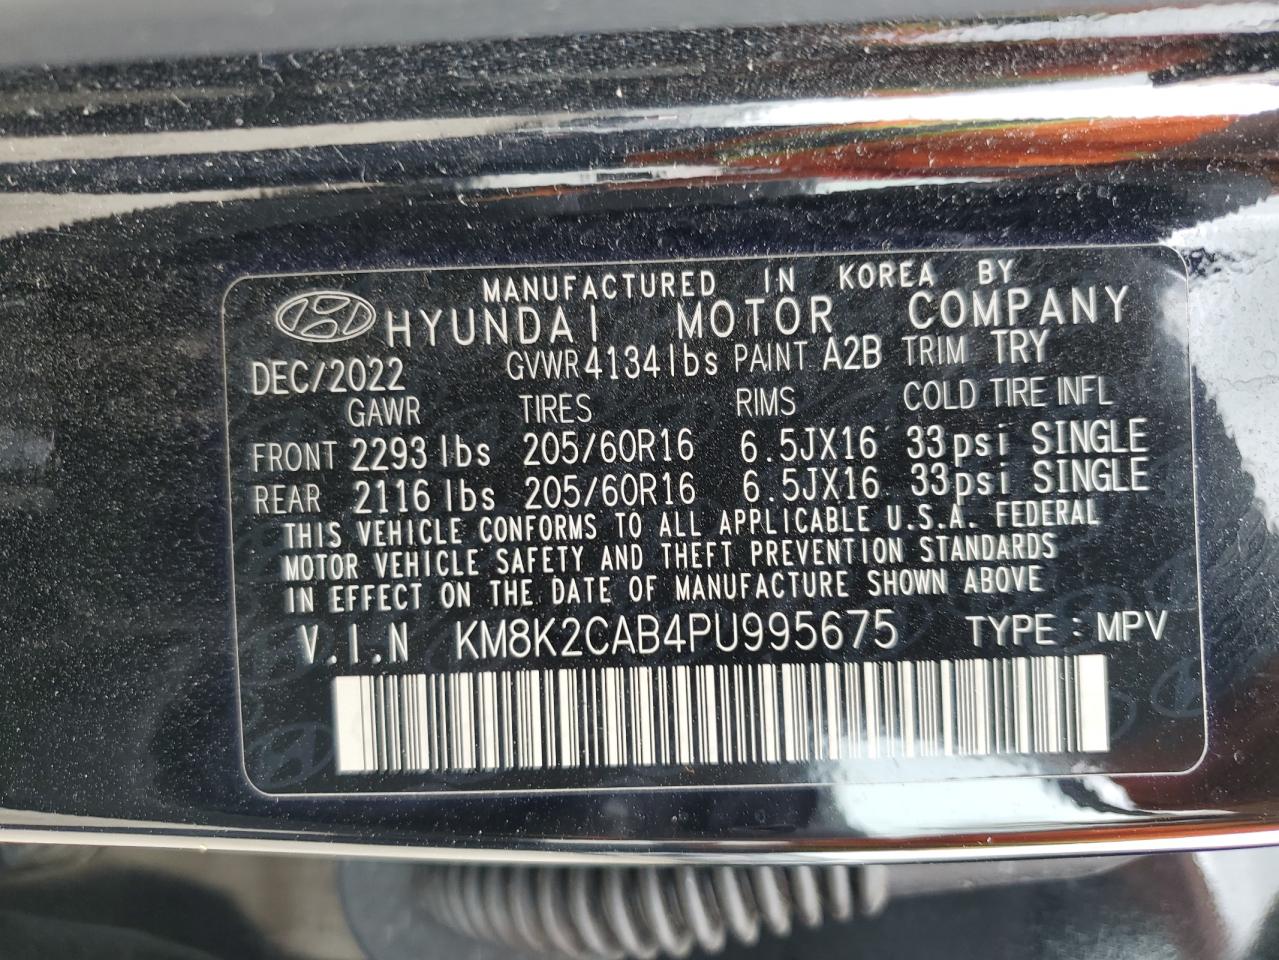 MANUFACTURED IN KOREA BY
HYUNDAI MOTOR COMPANY
DEC/2022 GVWR 4134lbs PAINT A2B TRIM TRY
GAWR TIRES RIMS COLD TIRE INFL
FRONT 2293 lbs 205/60R16 6.5JX16 33psi SINGLE
REAR 2116 lbs 205/60R16 6.5JX16 33psi SINGLE
THIS VEHICLE CONFORMS TO ALL APPLICABLE U.S.A. FEDERAL
MOTOR VEHICLE SAFETY AND THEFT PREVENTION STANDARDS
IN EFFECT ON THE DATE OF MANUFACTURE SHOWN ABOVE
V.I.N KM8K2CAB4PU995675 TYPE : MPV